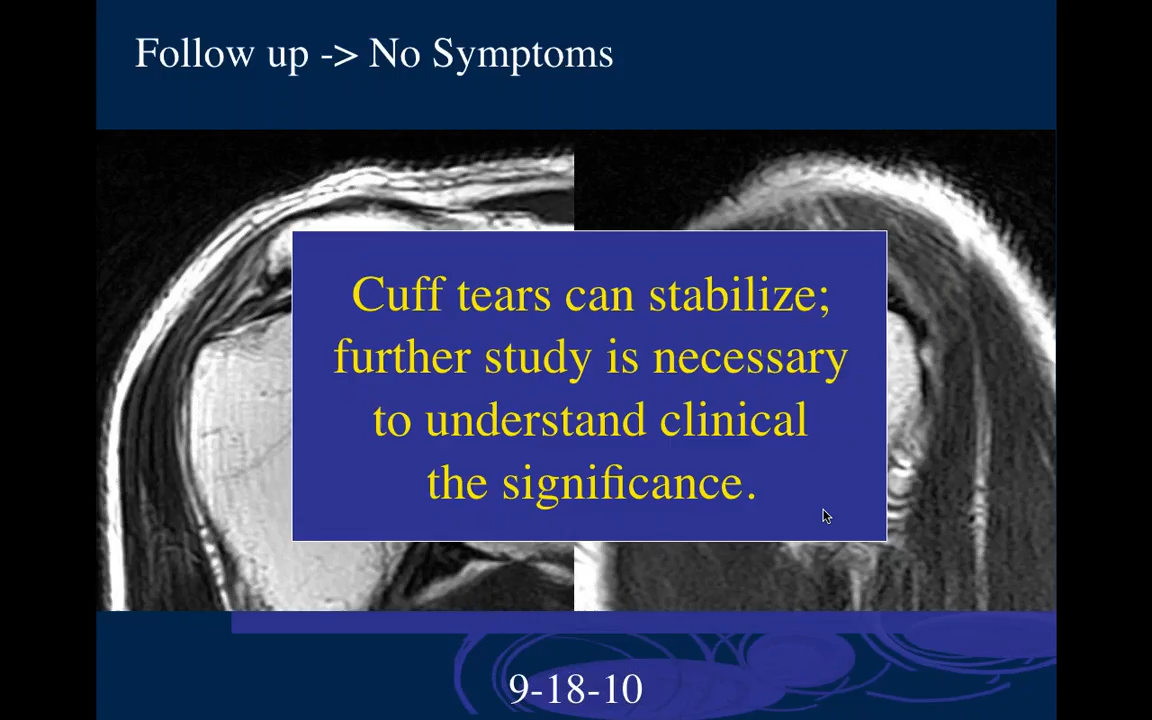 Follow up -> No Symptoms
Cuff tears can stabilize;
further study is necessary
to understand clinical
the significance.
9-18-10